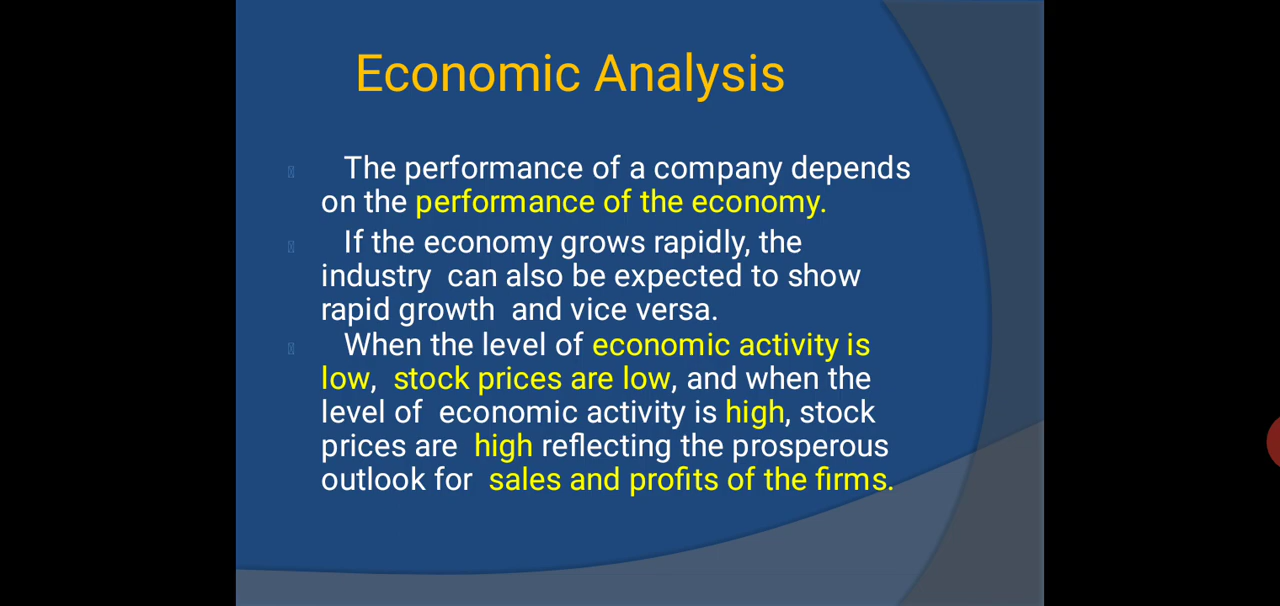 Economic Analysis
The performance of a company depends
on the performance of the economy.
If the economy grows rapidly, the
industry can also be expected to show
rapid growth and vice versa.
When the level of economic activity is
low, stock prices are low, and when the
level of economic activity is high, stock
prices are high reflecting the prosperous
outlook for sales and profits of the firms.